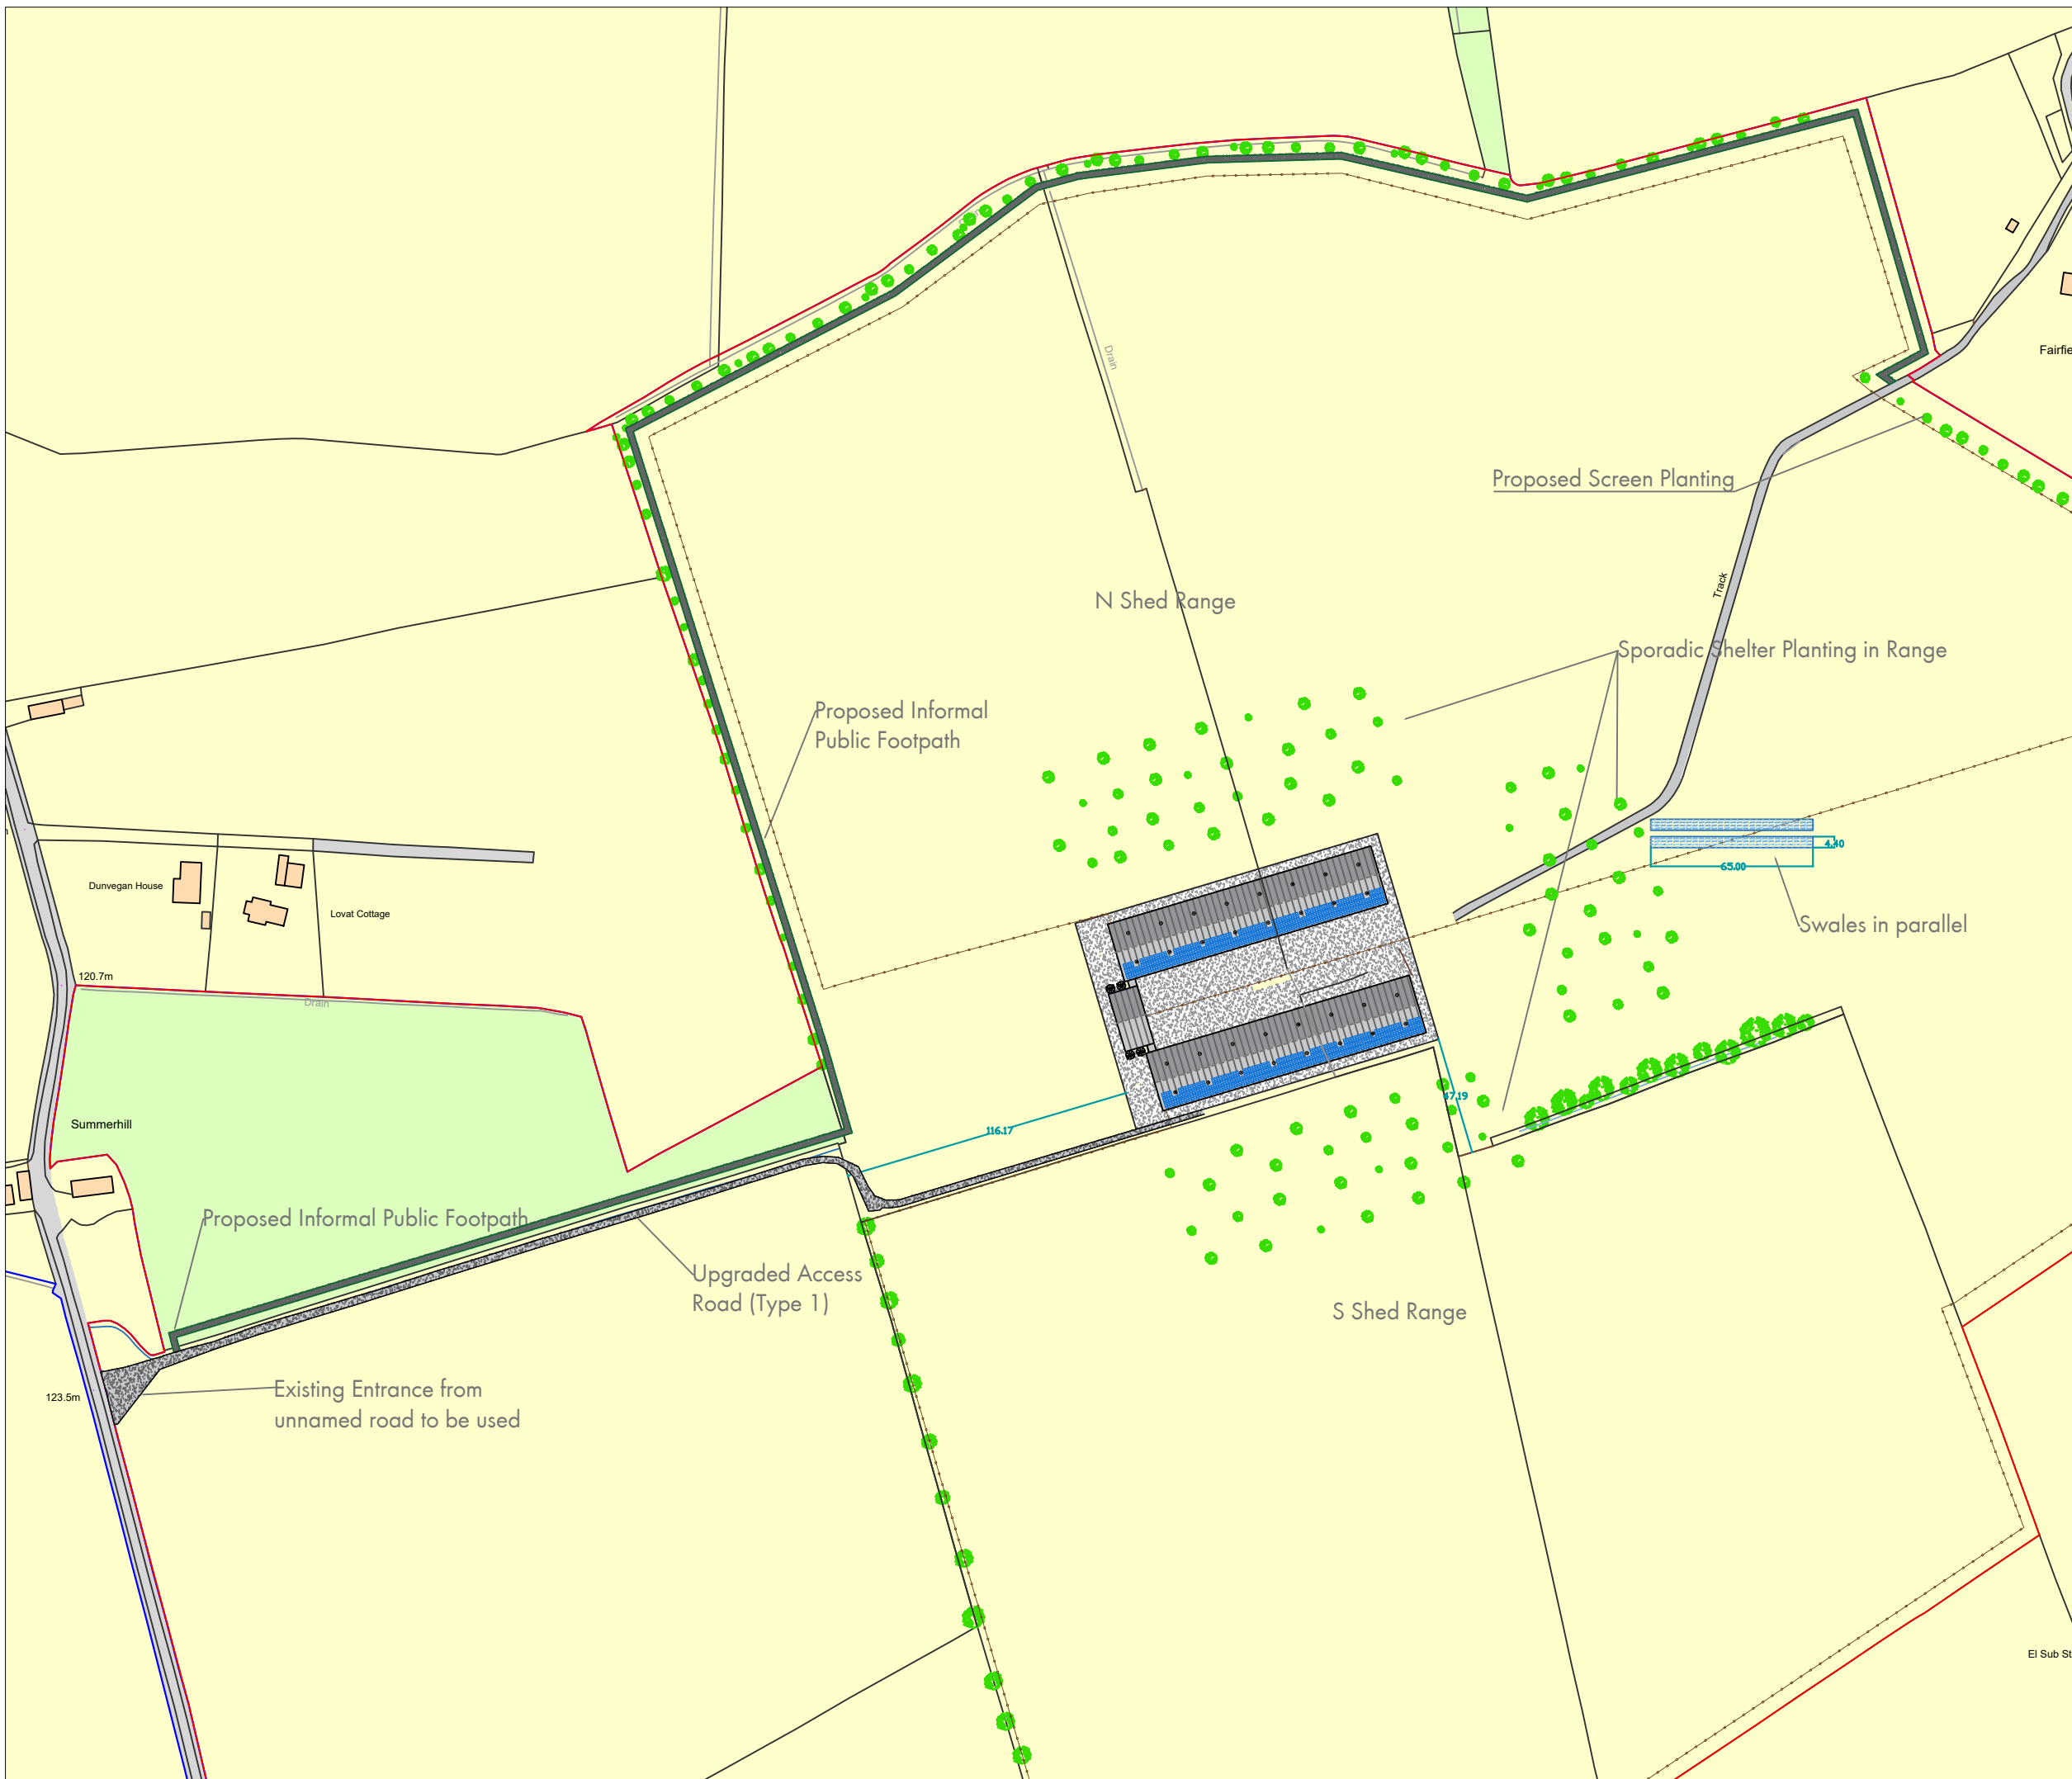 Drain
Fairfie
Proposed Screen Planting
Track
N Shed Range
Sporadic Shelter Planting in Range
Proposed Informal
Public Footpath
4.40
65.00
Dunvegan House
Lovat Cottage
Swales in parallel
120.7m
Drain
47.19
Summerhill
116.17
Proposed Informal Public Footpath
Upgraded Access
Road (Type 1)
S Shed Range
Existing Entrance from
unnamed road to be used
123.5m
El Sub St